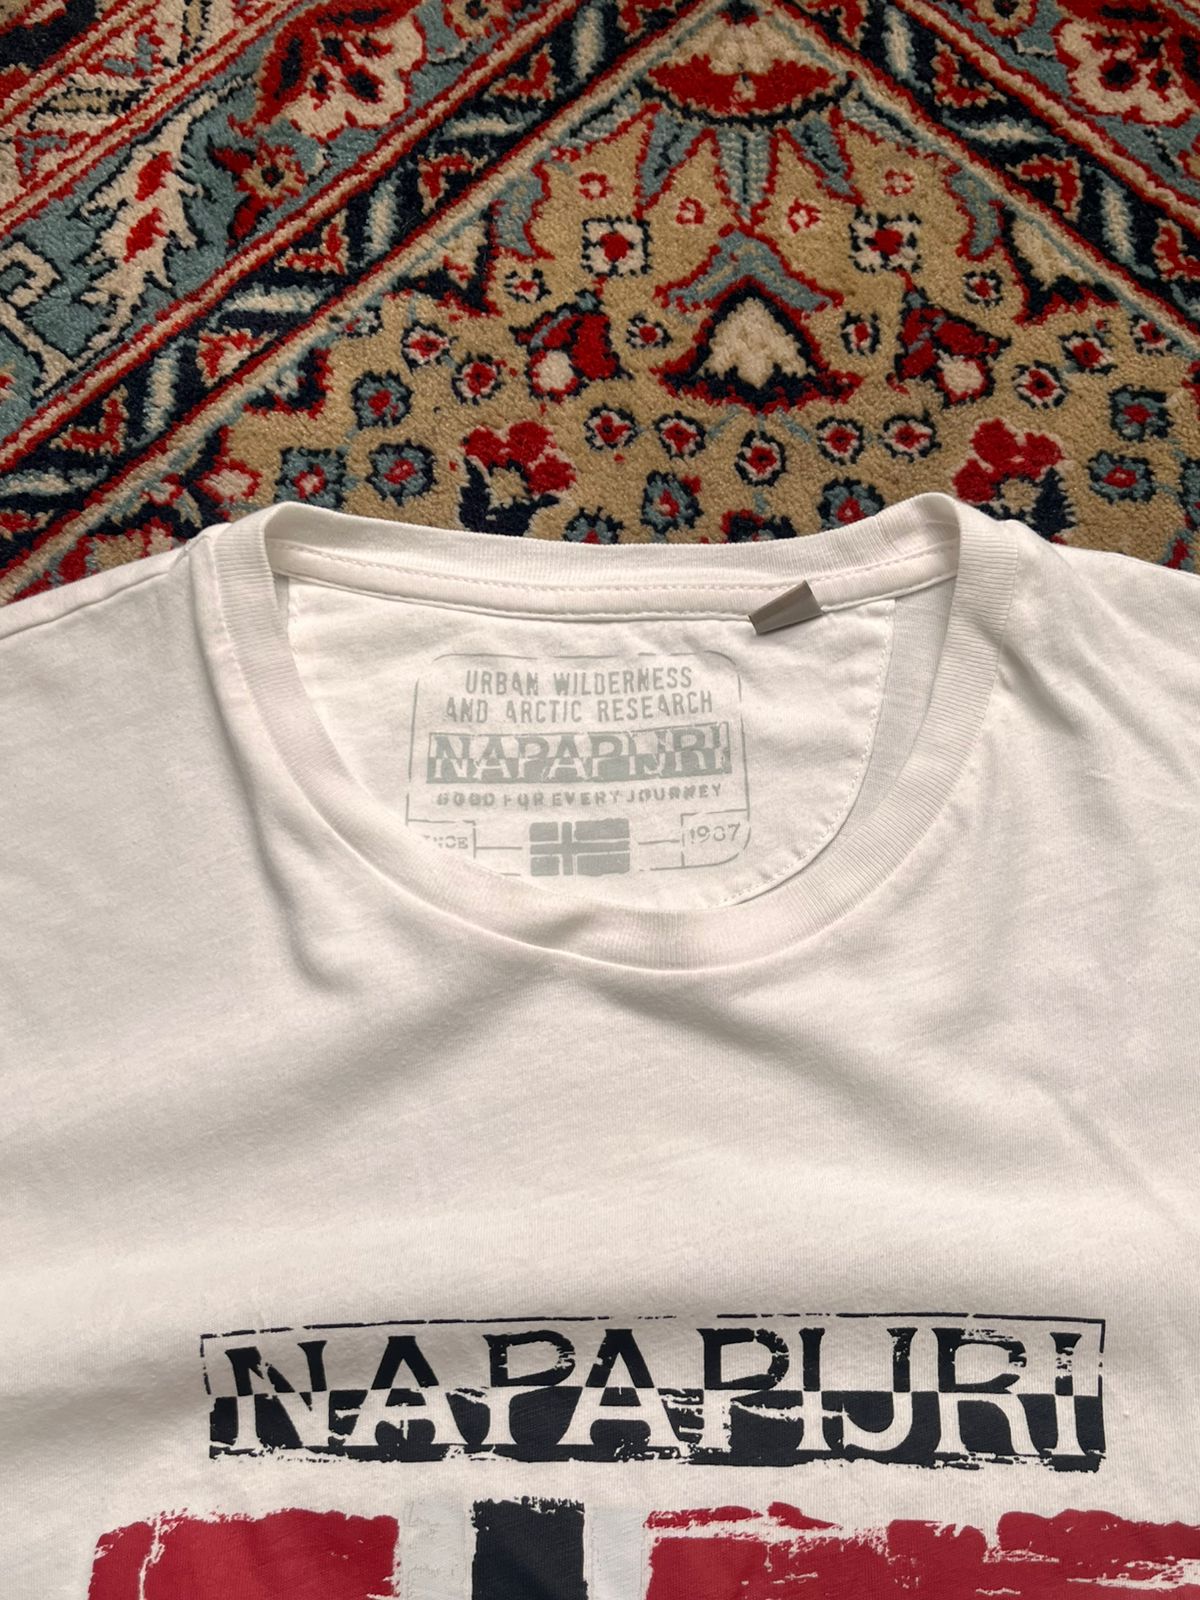 URBAN WILDERNESS
AND ARCTIC RESEARCH
NAPAPIJRI
GOOD FOR EVERY JOURNEY
1987
NAPAPIJRI